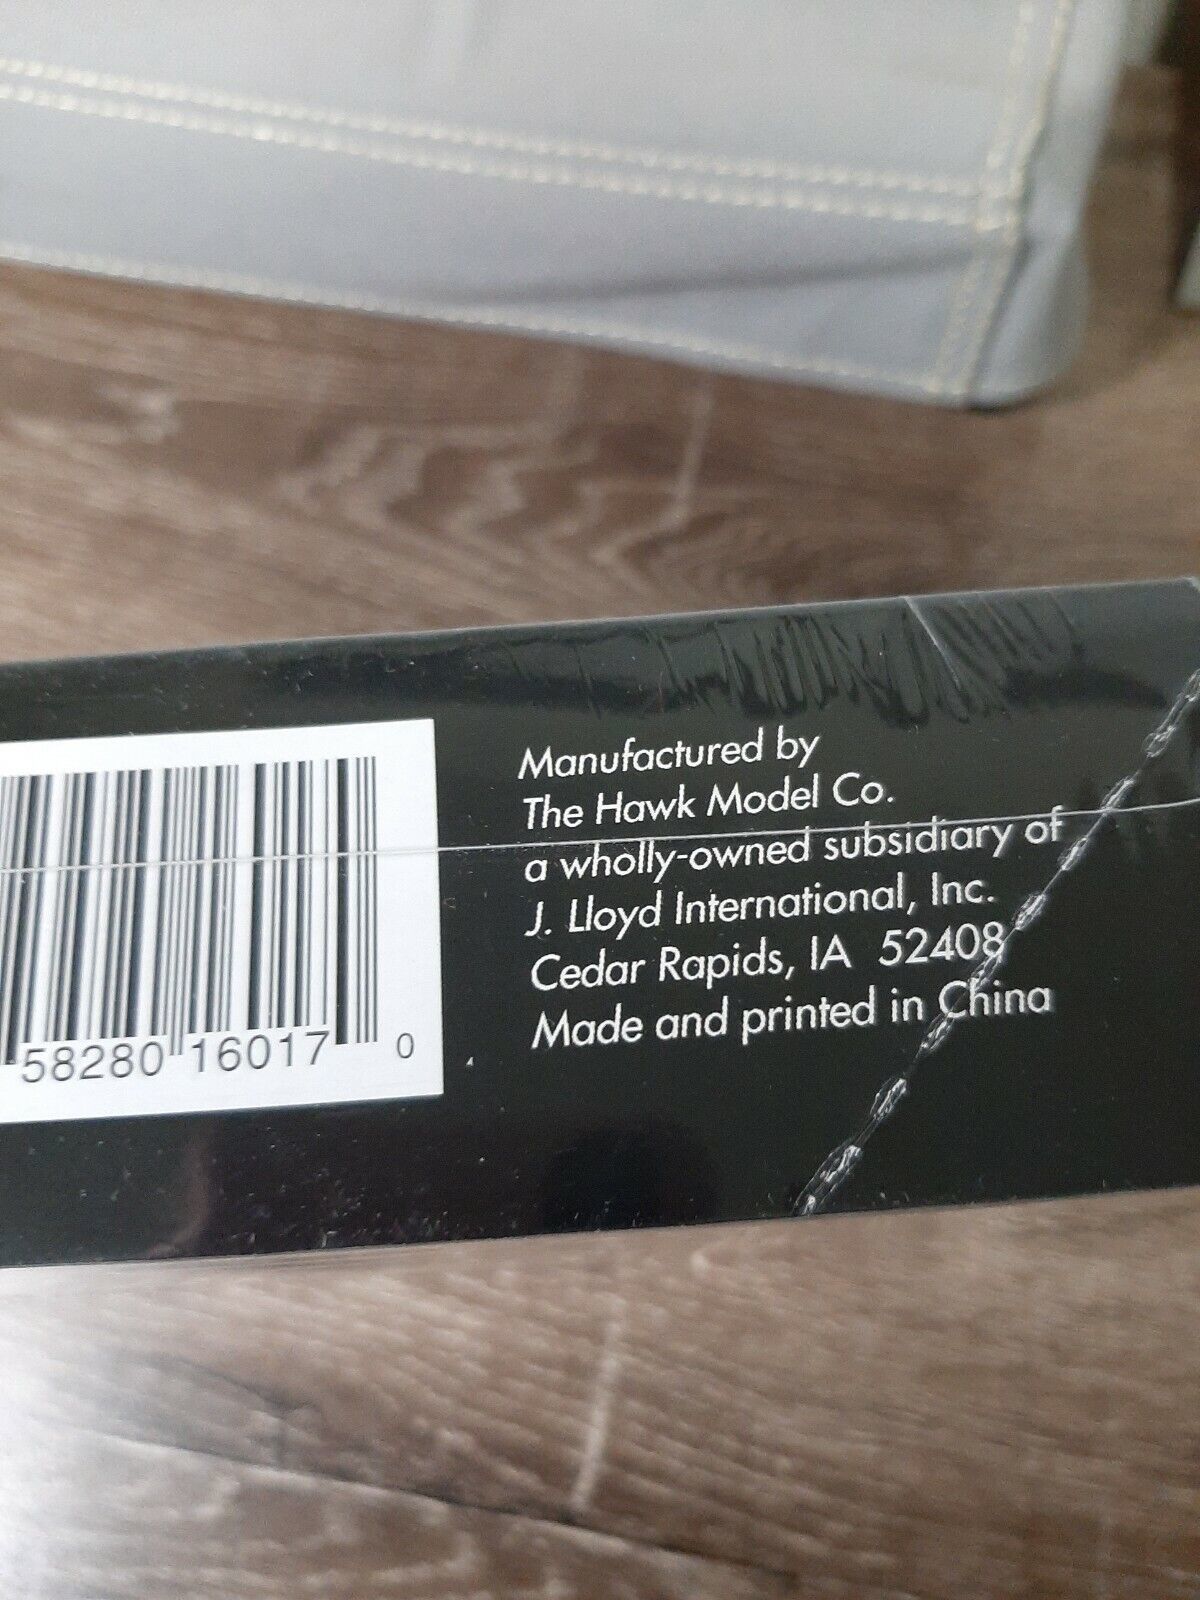 Manufactured by
The Hawk Model Co.
a wholly-owned subsidiary of
J. Lloyd International, Inc.
Cedar Rapids, IA 52408
Made and printed in China
58280 16017 0